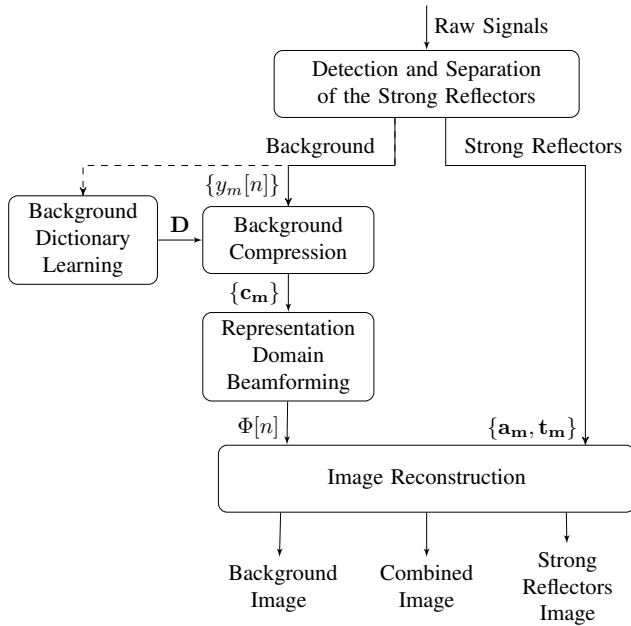 Raw Signals
Detection and Separation
of the Strong Reflectors
Background
Strong Reflectors
{y_m[n]}
Background
Dictionary
Learning
D
Background
Compression
{c_m}
Representation
Domain
Beamforming
Φ[n]
{a_m, t_m}
Image Reconstruction
Background
Image
Combined
Image
Strong
Reflectors
Image